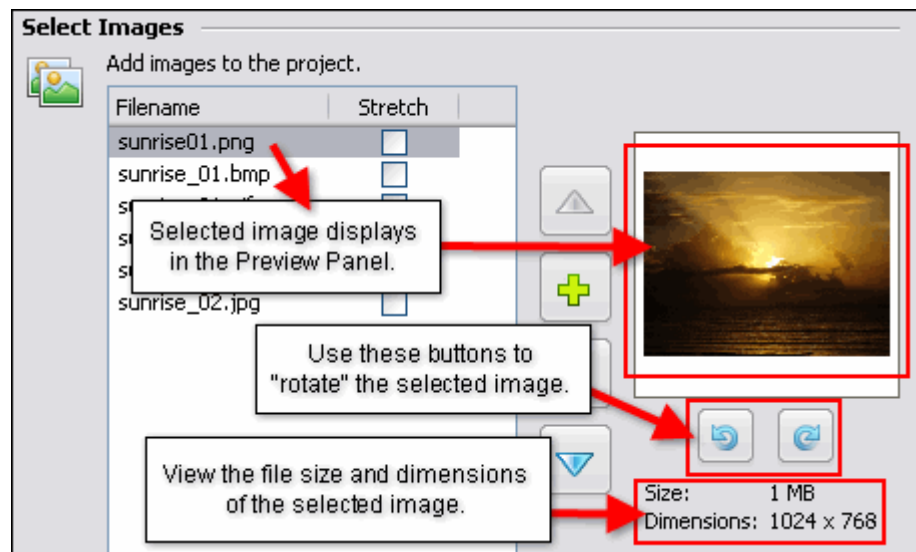 Select Images
Add images to the project.
Filename Stretch
sunrise01.png
sunrise_01.bmp
Selected image displays
in the Preview Panel.
sunrise_02.jpg
Use these buttons to
"rotate" the selected image.
View the file size and dimensions
of the selected image.
Size: 1 MB
Dimensions: 1024 x 768